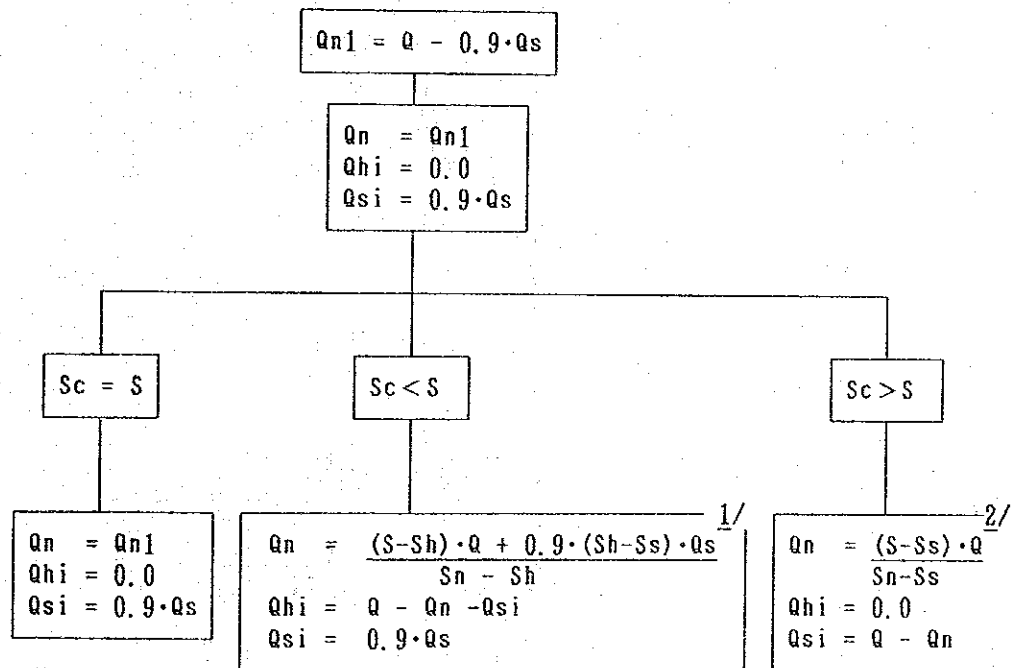 Qn1 = Q - 0.9·Qs
Qn = Qn1
Qhi = 0.0
Qsi = 0.9·Qs
Sc = S
Sc < S
Sc > S
Qn = Qn1
Qhi = 0.0
Qsi = 0.9·Qs
1/
Qn = (S-Sh)·Q + 0.9·(Sh-Ss)·Qs
Sn - Sh
Qhi = Q - Qn -Qsi
Qsi = 0.9·Qs
2/
Qn = (S-Ss)·Q
Sn-Ss
Qhi = 0.0
Qsi = Q - Qn